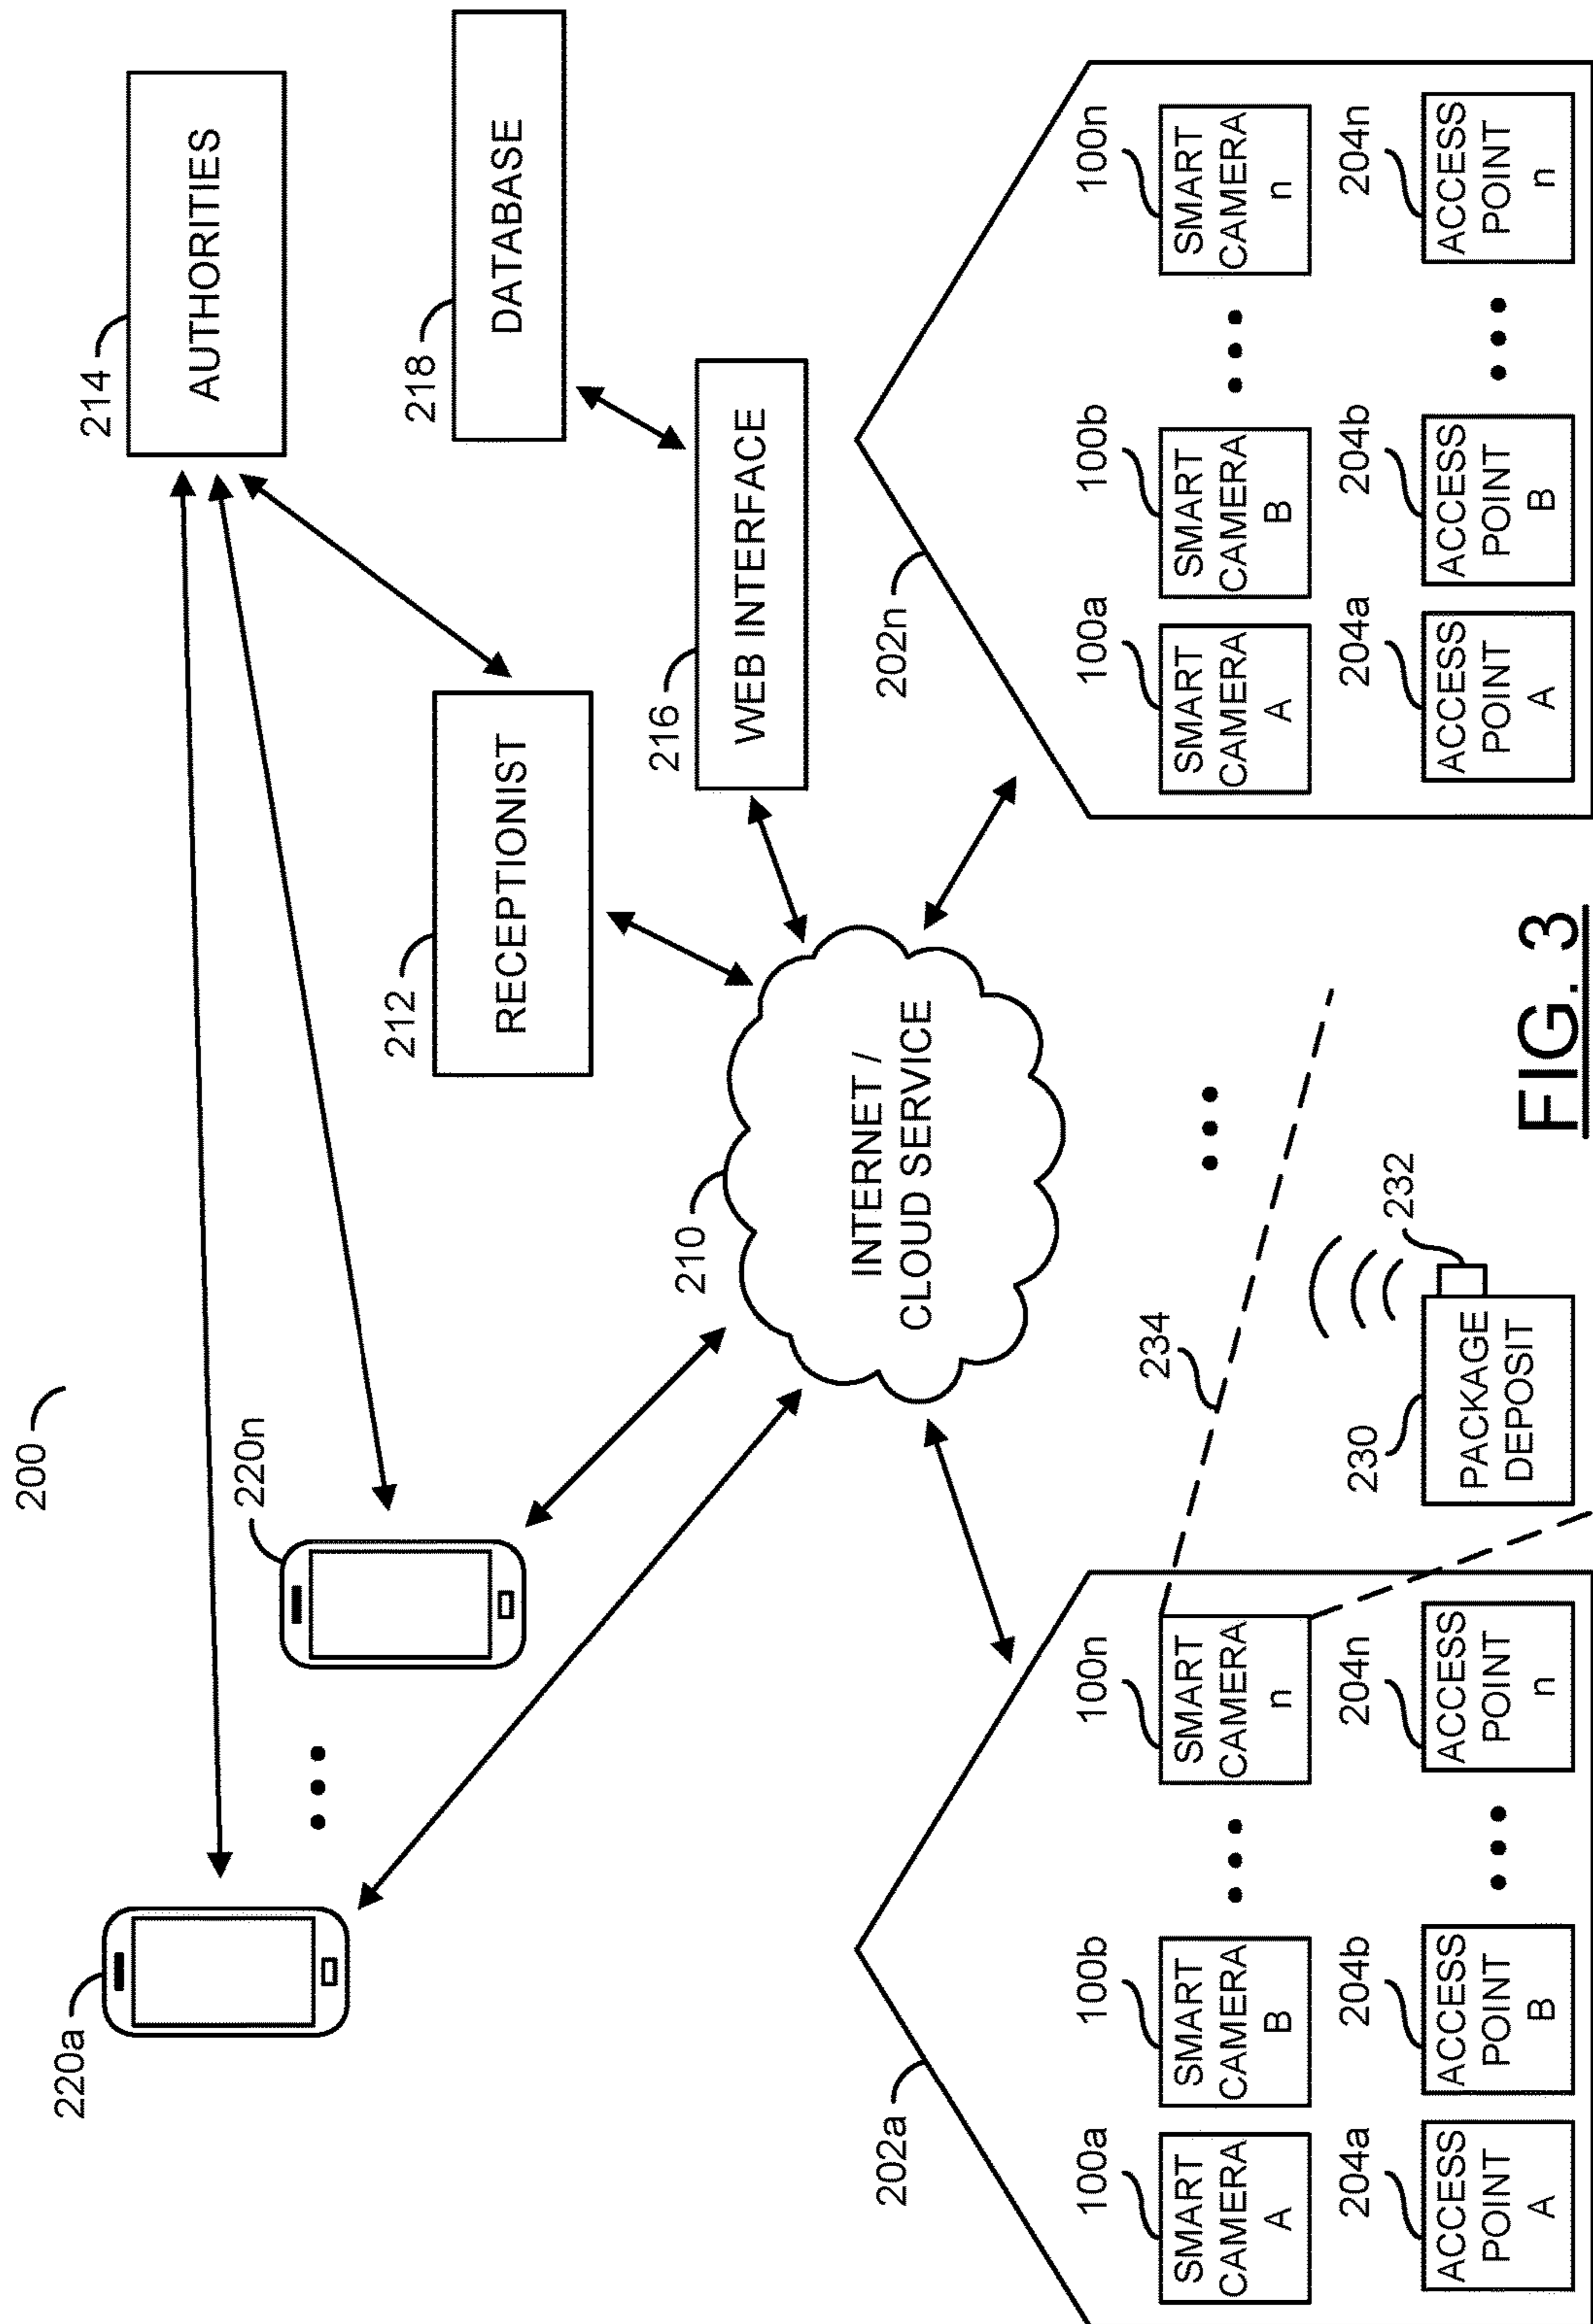 200
220a
220n
214
AUTHORITIES
212
RECEPTIONIST
218
DATABASE
216
WEB INTERFACE
210
INTERNET /
CLOUD SERVICE
202a
100a
SMART
CAMERA
A
100b
SMART
CAMERA
B
100n
SMART
CAMERA
n
204a
ACCESS
POINT
A
204b
ACCESS
POINT
B
204n
ACCESS
POINT
n
234
230
PACKAGE
DEPOSIT
232
202n
100a
SMART
CAMERA
A
100b
SMART
CAMERA
B
100n
SMART
CAMERA
n
204a
ACCESS
POINT
A
204b
ACCESS
POINT
B
204n
ACCESS
POINT
n
FIG. 3